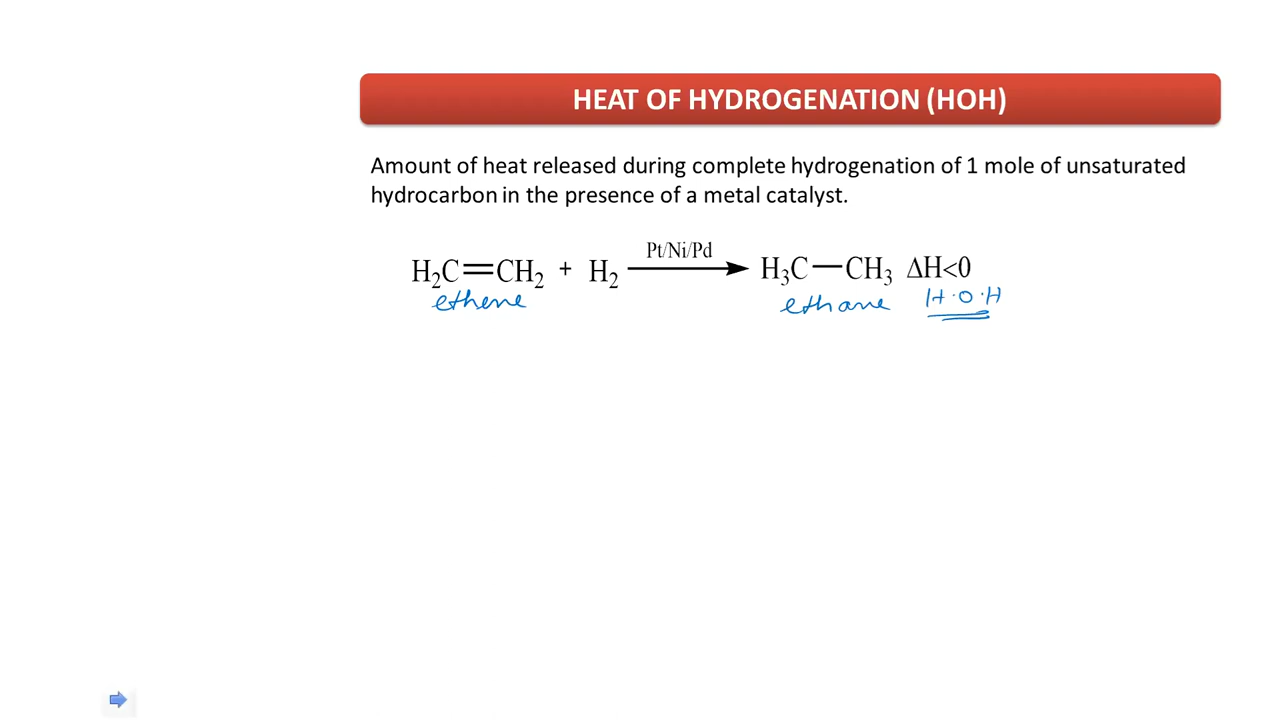 HEAT OF HYDROGENATION (HOH)
Amount of heat released during complete hydrogenation of 1 mole of unsaturated
hydrocarbon in the presence of a metal catalyst.
Pt/Ni/Pd
H₂C=CH₂ + H₂ ⟶ H₃C—CH₃ ΔH<0
ethene ethane H.O.H